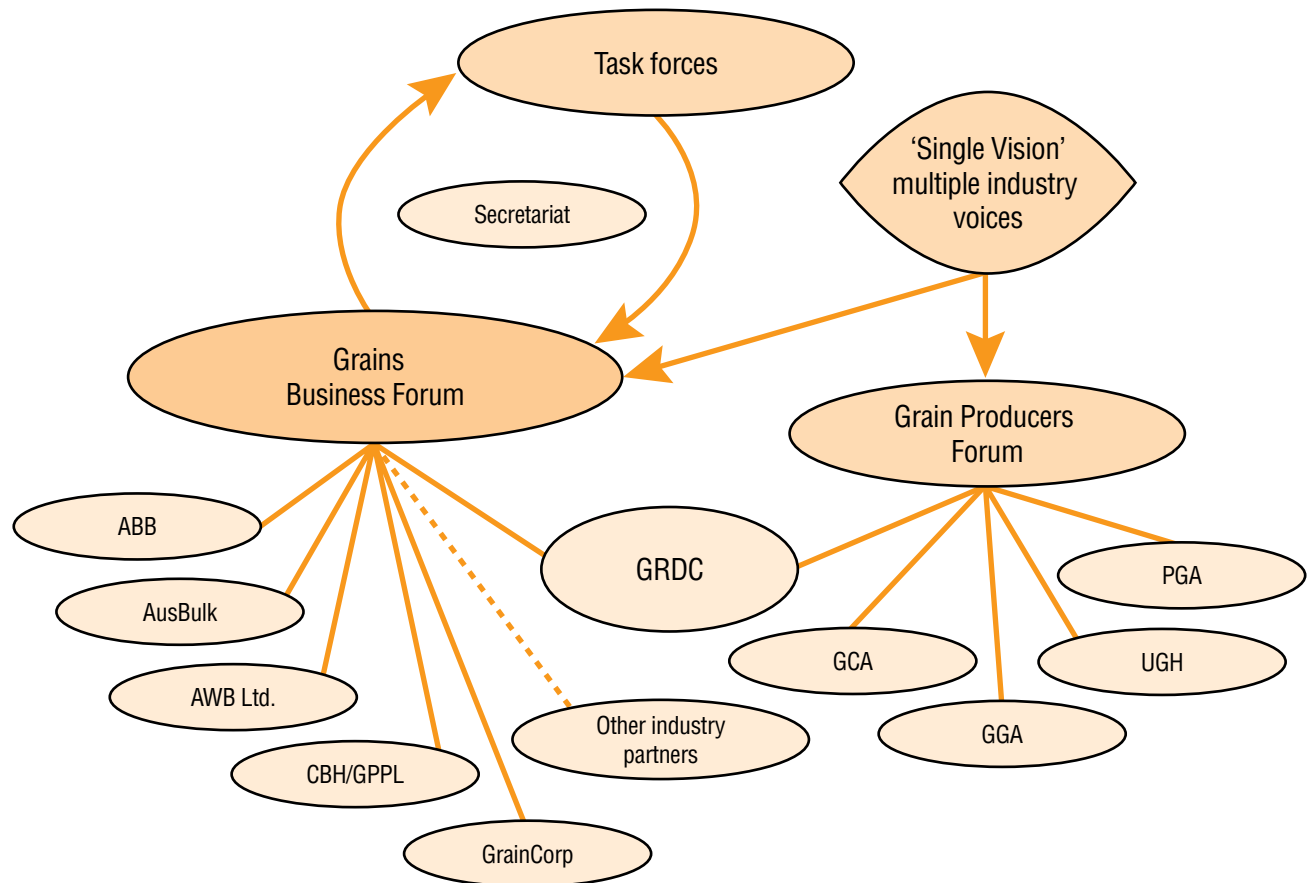 Task forces
‘Single Vision’
multiple industry
voices
Secretariat
Grains
Business Forum
Grain Producers
Forum
ABB
GRDC
PGA
AusBulk
GCA
UGH
AWB Ltd.
Other industry
partners
GGA
CBH/GPPL
GrainCorp